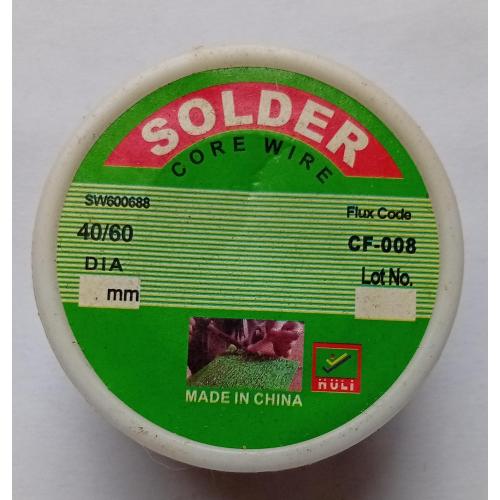 SOLDER
CORE WIRE
SW600688
Flux Code
40/60
CF-008
DIA
Lot No.
mm
MADE IN CHINA
HULI